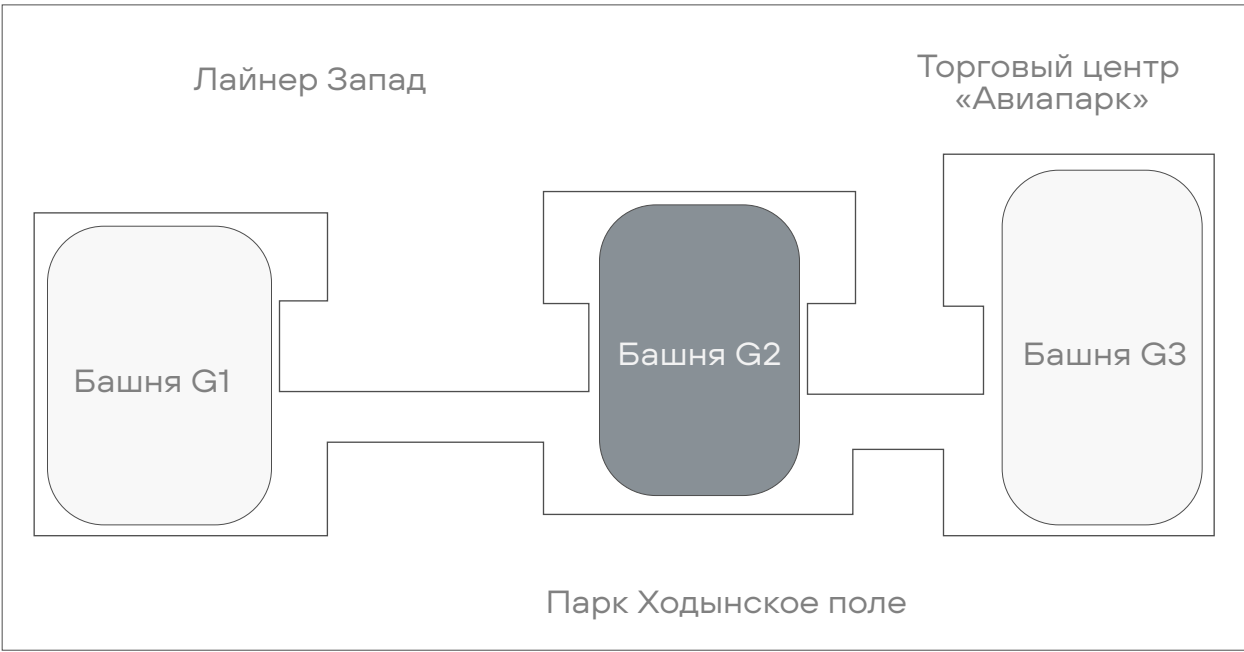 Лайнер Запад
Торговый центр
«Авиапарк»
Башня G1
Башня G2
Башня G3
Парк Ходынское поле